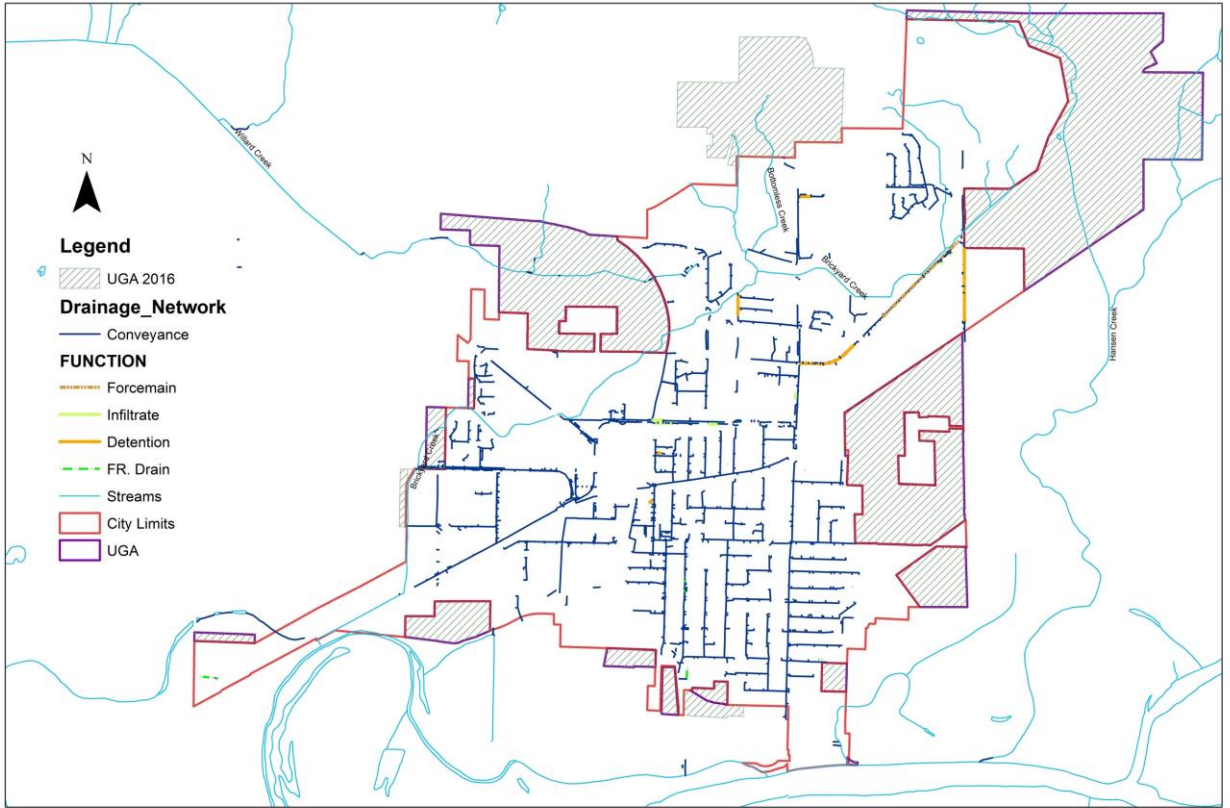 Willard Creek
N
Bottomless Creek
Brickyard Creek
Hansen Creek
Brickyard Creek
Legend
UGA 2016
Drainage_Network
Conveyance
FUNCTION
Forcemain
Infiltrate
Detention
FR. Drain
Streams
City Limits
UGA